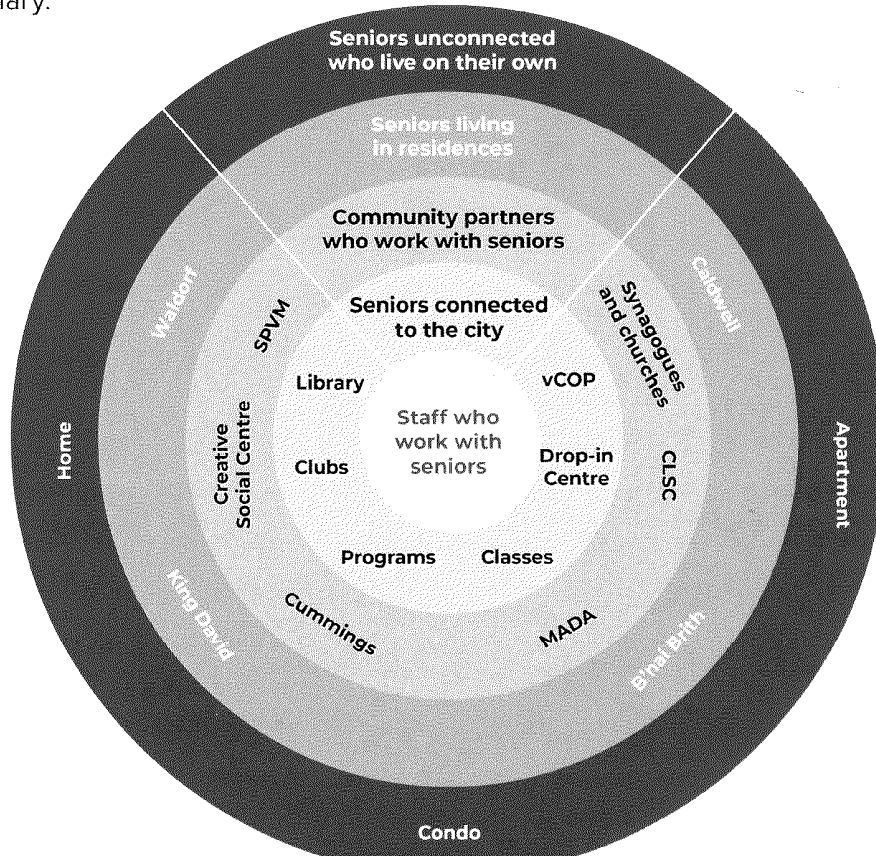 Seniors unconnected
who live on their own
Seniors living
in residences
Community partners
who work with seniors
Seniors connected
to the city
Staff who
work with
seniors
Library
vCOP
Clubs
Drop-in
Centre
Programs
Classes
SPVM
Synagogues
and churches
Creative
Social Centre
CLSC
Cummings
MADA
Waldorf
Caldwell
King David
B'nai Brith
Home
Apartment
Condo